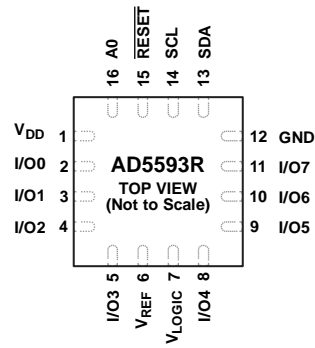 16 A0
15 RESET
14 SCL
13 SDA
VDD 1
I/O0 2
I/O1 3
I/O2 4
AD5593R
TOP VIEW
(Not to Scale)
12 GND
11 I/O7
10 I/O6
9 I/O5
I/O3 5
VREF 6
VLOGIC 7
I/O4 8